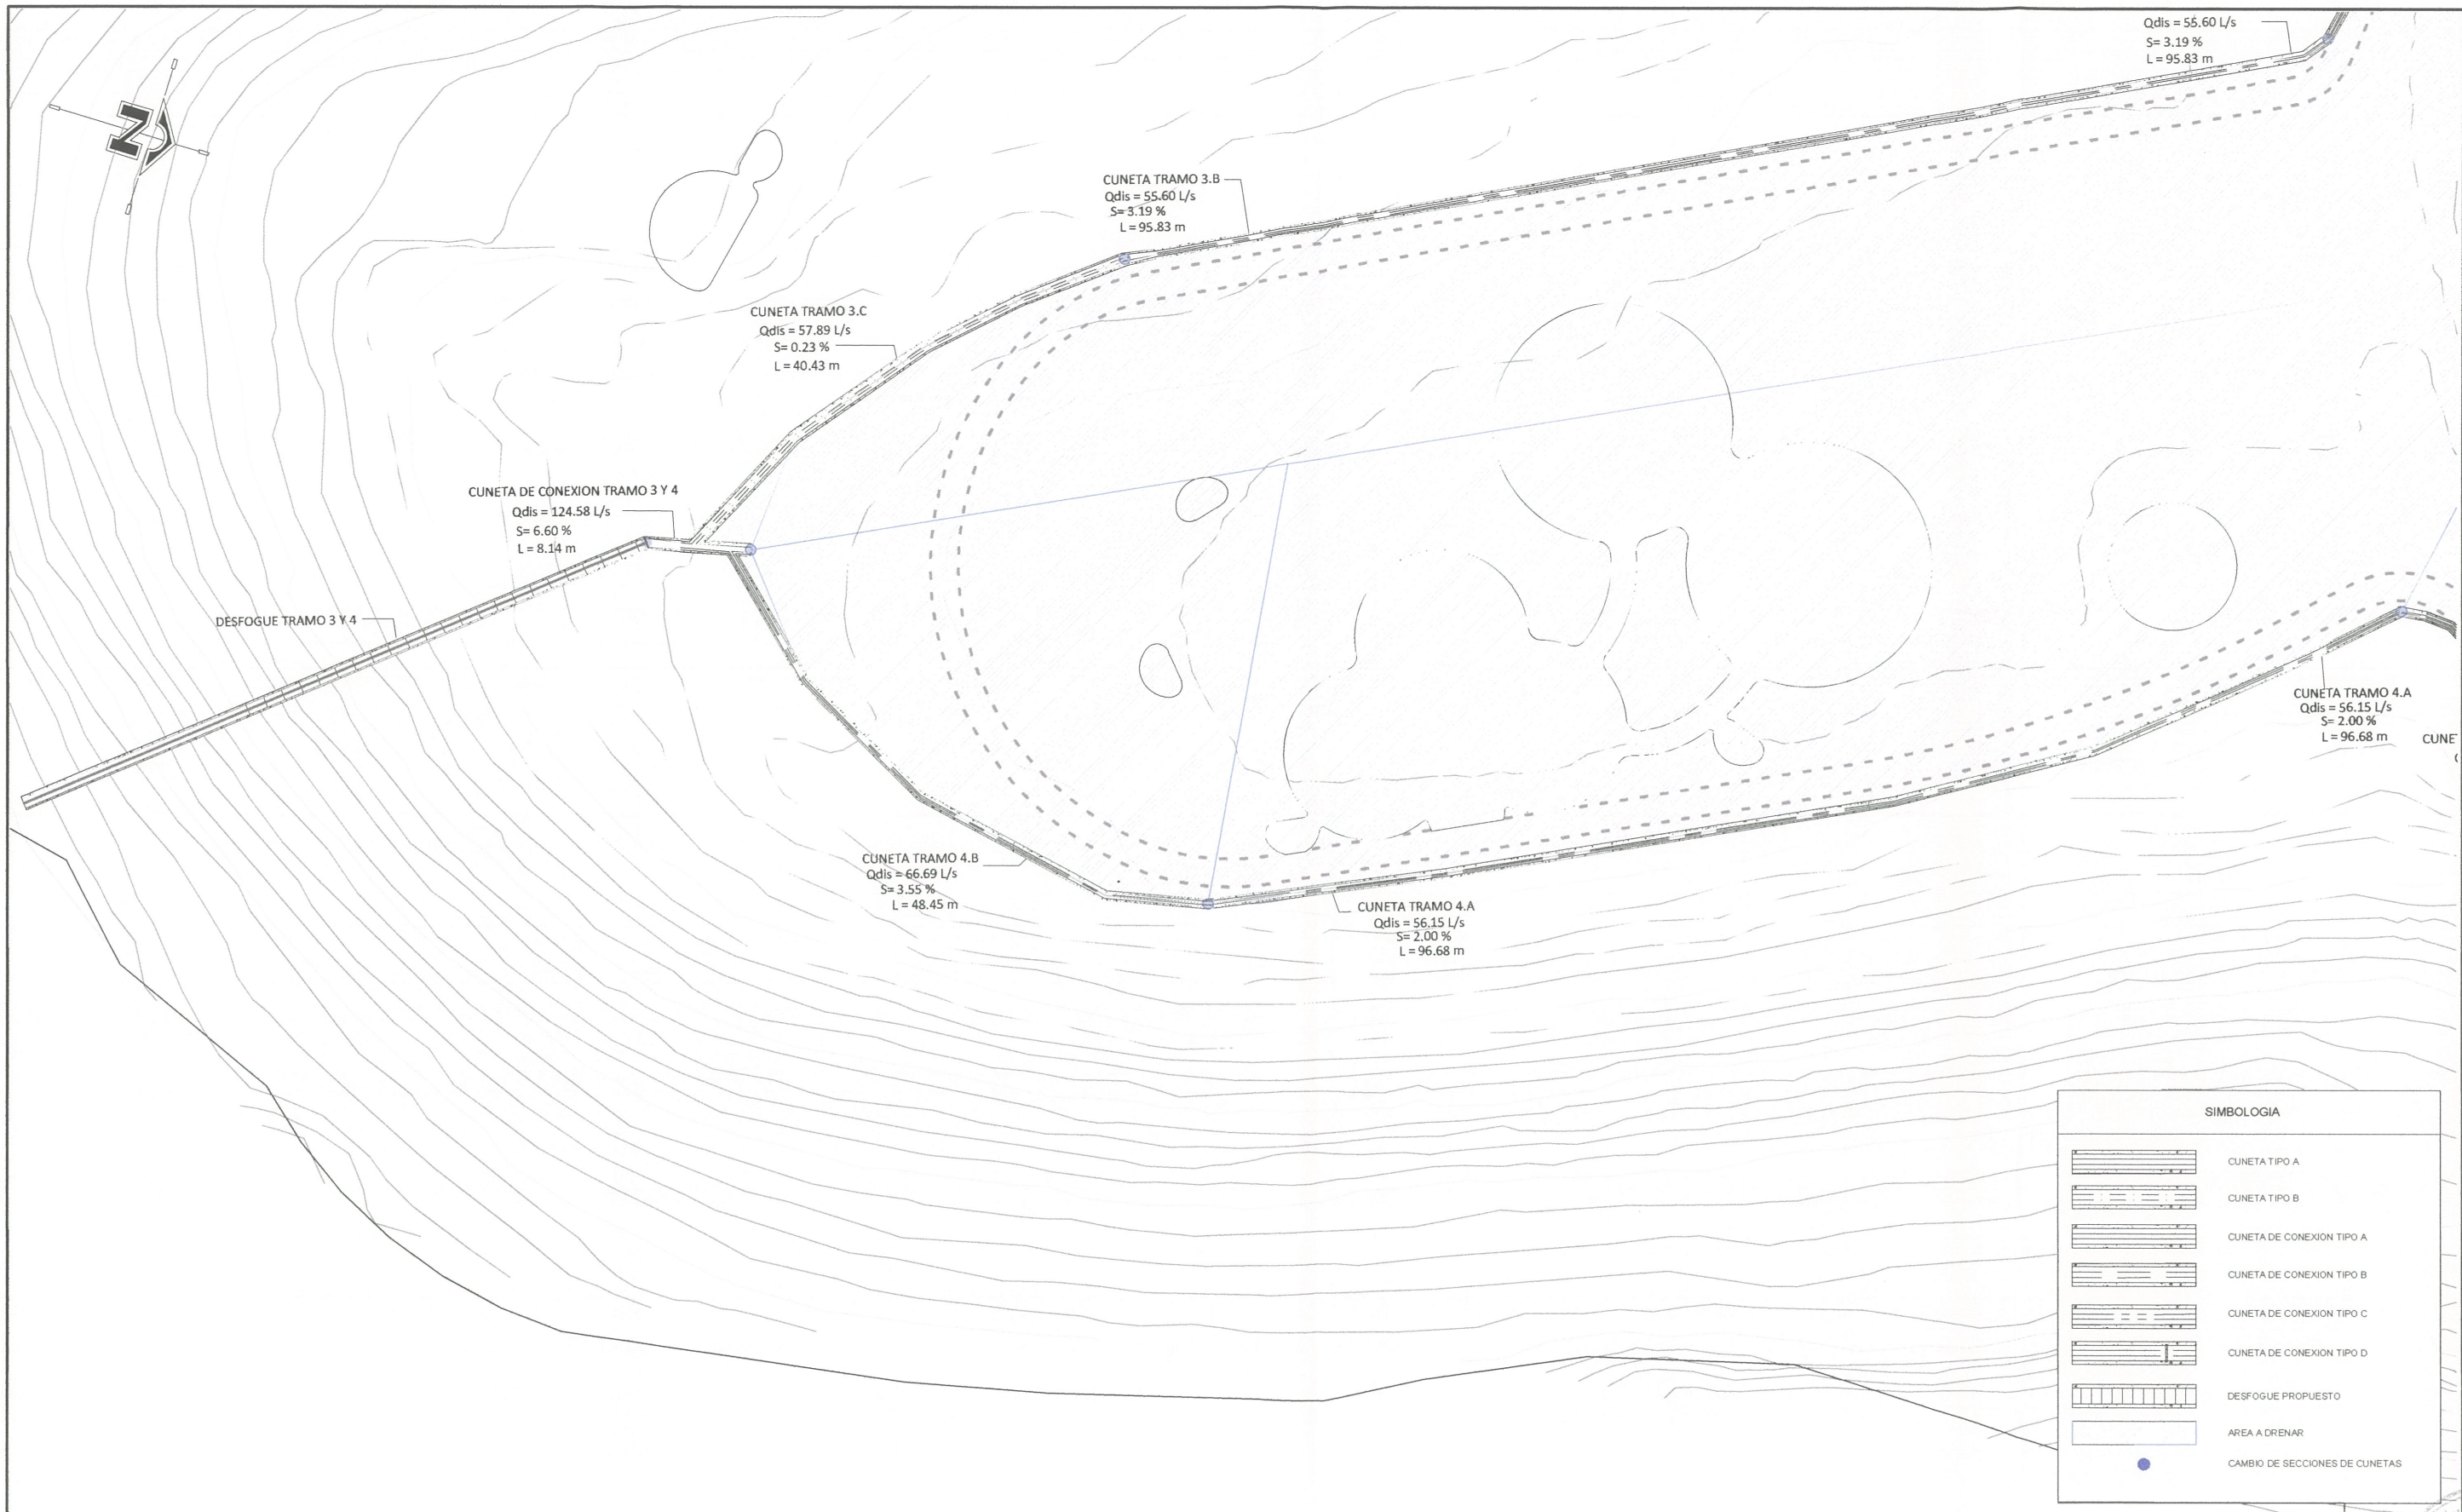 Qdis = 55.60 L/s
S= 3.19 %
L = 95.83 m
N
CUNETA TRAMO 3.B
Qdis = 55.60 L/s
S= 3.19 %
L = 95.83 m
CUNETA TRAMO 3.C
Qdis = 57.89 L/s
S= 0.23 %
L = 40.43 m
CUNETA DE CONEXION TRAMO 3 Y 4
Qdis = 124.58 L/s
S= 6.60 %
L = 8.14 m
DESFOGUE TRAMO 3 Y 4
CUNETA TRAMO 4.A
Qdis = 56.15 L/s
S= 2.00 %
L = 96.68 m
CUNE
CUNETA TRAMO 4.B
Qdis = 66.69 L/s
S= 3.55 %
L = 48.45 m
CUNETA TRAMO 4.A
Qdis = 56.15 L/s
S= 2.00 %
L = 96.68 m
SIMBOLOGIA
CUNETA TIPO A
CUNETA TIPO B
CUNETA DE CONEXION TIPO A
CUNETA DE CONEXION TIPO B
CUNETA DE CONEXION TIPO C
CUNETA DE CONEXION TIPO D
DESFOGUE PROPUESTO
AREA A DRENAR
CAMBIO DE SECCIONES DE CUNETAS